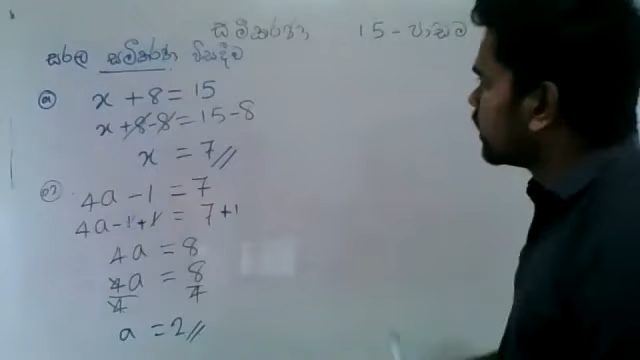 සමීකරණ 15 - පාඩම
සරල සමීකරණ විසඳීම
x + 8 = 15
x + 8 - 8 = 15 - 8
x = 7 //
4a - 1 = 7
4a - 1 + 1 = 7 + 1
4a = 8
4a/4 = 8/4
a = 2 //